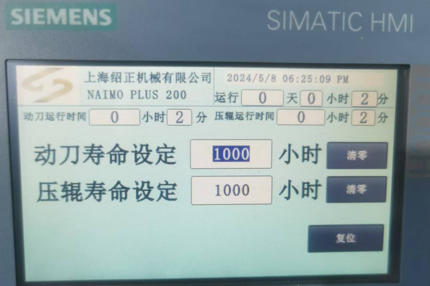 SIEMENS
SIMATIC HMI
上海绍正机械有限公司
2024/5/8 06:25:09 PM
NAIMO PLUS 200
运行 0 天 0 小时 2 分
动刀运行时间 0 小时 2 分 压辊运行时间 0 小时 2 分
动刀寿命设定 1000 小时 清零
压辊寿命设定 1000 小时 清零
复位